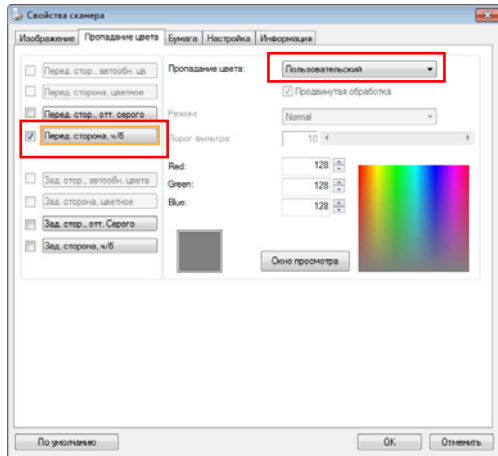 Свойства сканера
Изображение Пропадание цвета Бумага Настройка Информация
Перед. стор., автообн. цв
Перед. сторона, цветное
Перед. стор., отт. серого
Перед. сторона, ч/б
Зад. стор., автообн. цвета
Зад. сторона, цветное
Зад. стор., отт. Серого
Зад. сторона, ч/б
Пропадание цвета: Пользовательский
Продвинутая обработка
Режим: Normal
Порог Фильтра: 10
Red: 128
Green: 128
Blue: 128
Окно просмотра
По умолчанию OK Отменить